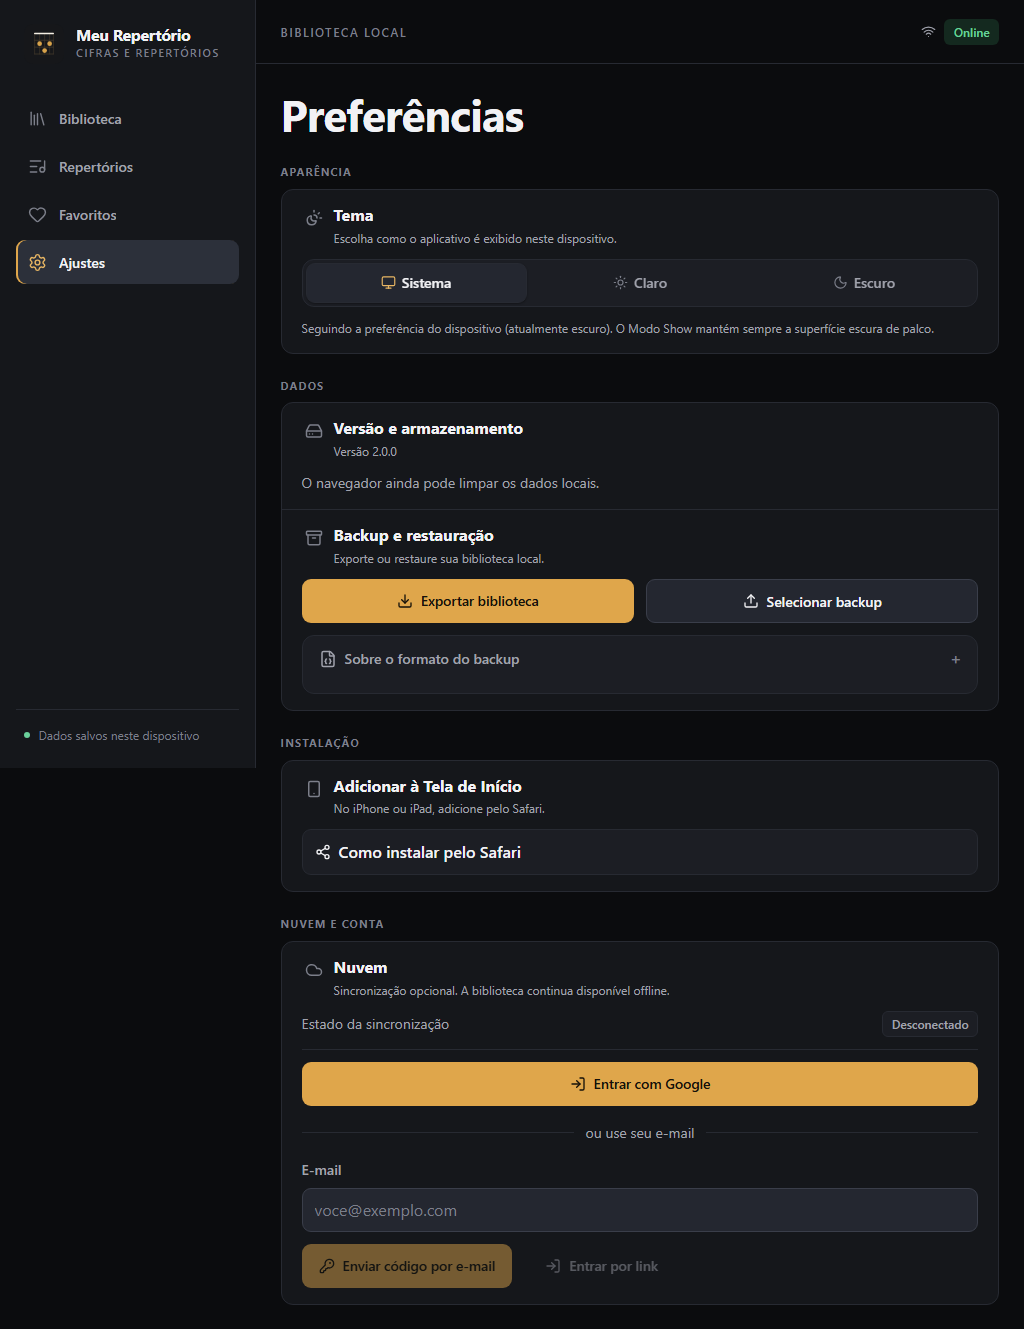 Meu Repertório
CIFRAS E REPERTÓRIOS
Biblioteca
Repertórios
Favoritos
Ajustes
Dados salvos neste dispositivo
BIBLIOTECA LOCAL
Online
Preferências
APARÊNCIA
Tema
Escolha como o aplicativo é exibido neste dispositivo.
Sistema
Claro
Escuro
Seguindo a preferência do dispositivo (atualmente escuro). O Modo Show mantém sempre a superfície escura de palco.
DADOS
Versão e armazenamento
Versão 2.0.0
O navegador ainda pode limpar os dados locais.
Backup e restauração
Exporte ou restaure sua biblioteca local.
Exportar biblioteca
Selecionar backup
Sobre o formato do backup
+
INSTALAÇÃO
Adicionar à Tela de Início
No iPhone ou iPad, adicione pelo Safari.
Como instalar pelo Safari
NUVEM E CONTA
Nuvem
Sincronização opcional. A biblioteca continua disponível offline.
Estado da sincronização
Desconectado
Entrar com Google
ou use seu e-mail
E-mail
voce@exemplo.com
Enviar código por e-mail
Entrar por link